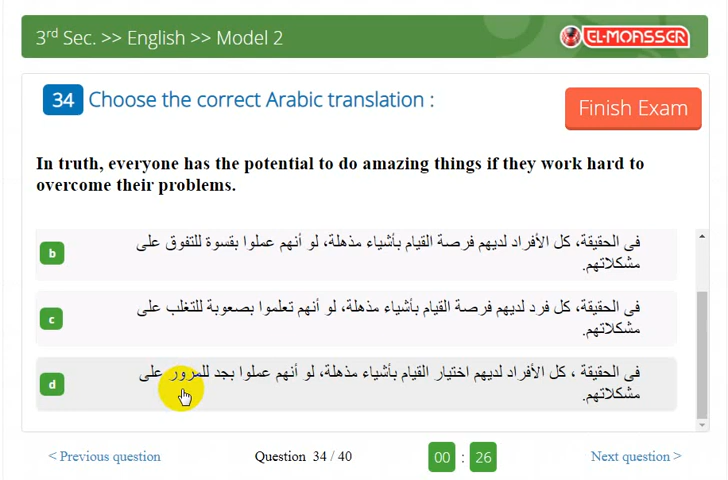 3rd Sec. >> English >> Model 2
EL-MOASSER
34 Choose the correct Arabic translation :
Finish Exam
In truth, everyone has the potential to do amazing things if they work hard to
overcome their problems.
b
فى الحقيقة، كل الأفراد لديهم فرصة القيام بأشياء مذهلة، لو أنهم عملوا بقسوة للتفوق على
مشكلاتهم.
c
فى الحقيقة، كل فرد لديهم فرصة القيام بأشياء مذهلة، لو أنهم تعلموا بصعوبة للتغلب على
مشكلاتهم.
d
فى الحقيقة ، كل الأفراد لديهم اختيار القيام بأشياء مذهلة، لو أنهم عملوا بجد للمرور على
مشكلاتهم.
< Previous question
Question 34 / 40
00 : 26
Next question >